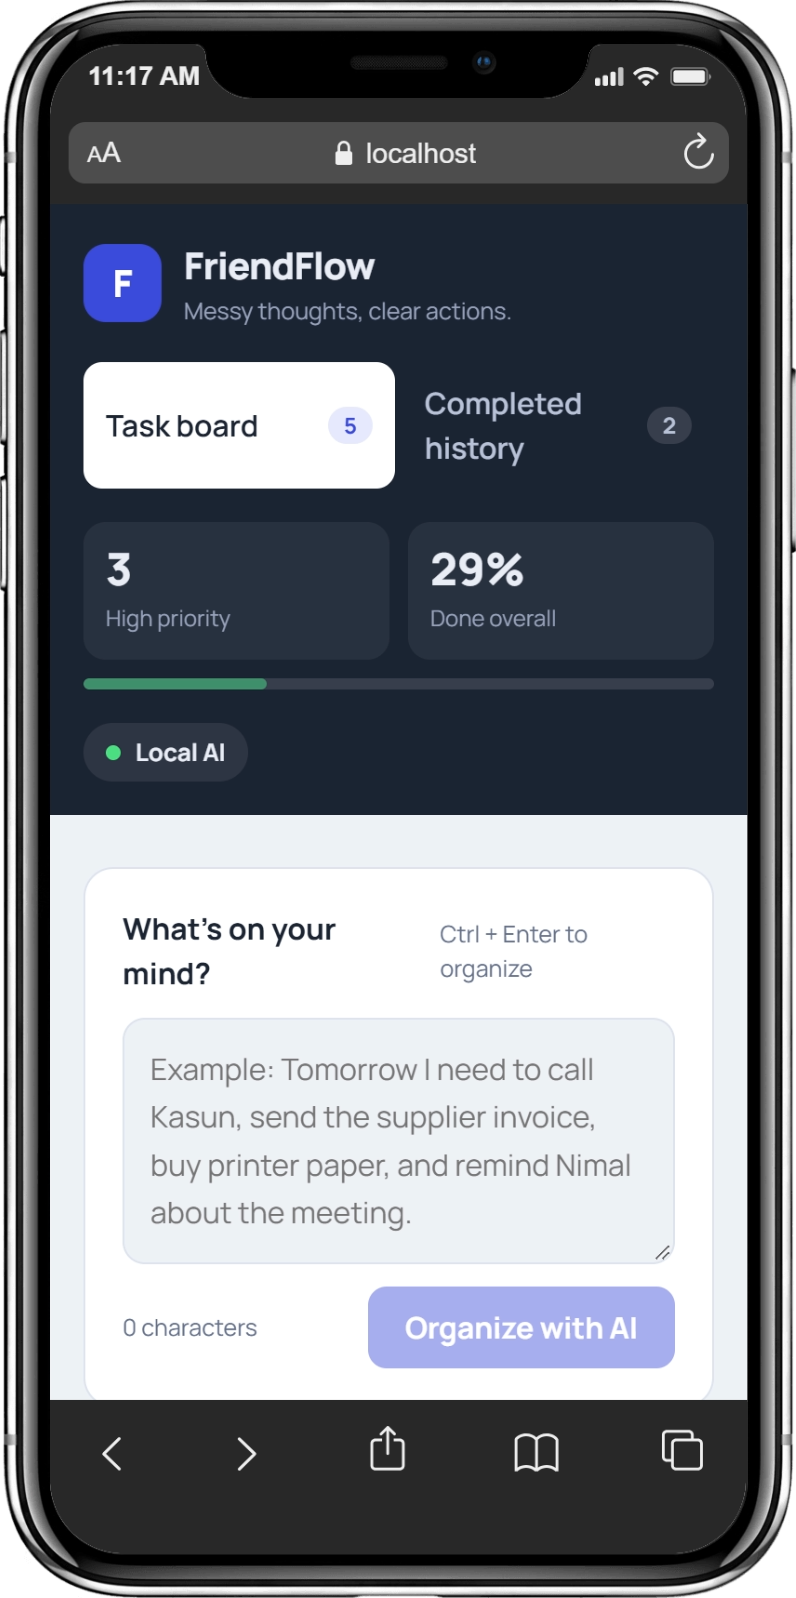 11:17 AM
AA
localhost
F
FriendFlow
Messy thoughts, clear actions.
Task board
5
Completed
history
2
3
High priority
29%
Done overall
Local AI
What's on your
mind?
Ctrl + Enter to
organize
Example: Tomorrow I need to call
Kasun, send the supplier invoice,
buy printer paper, and remind Nimal
about the meeting.
0 characters
Organize with AI